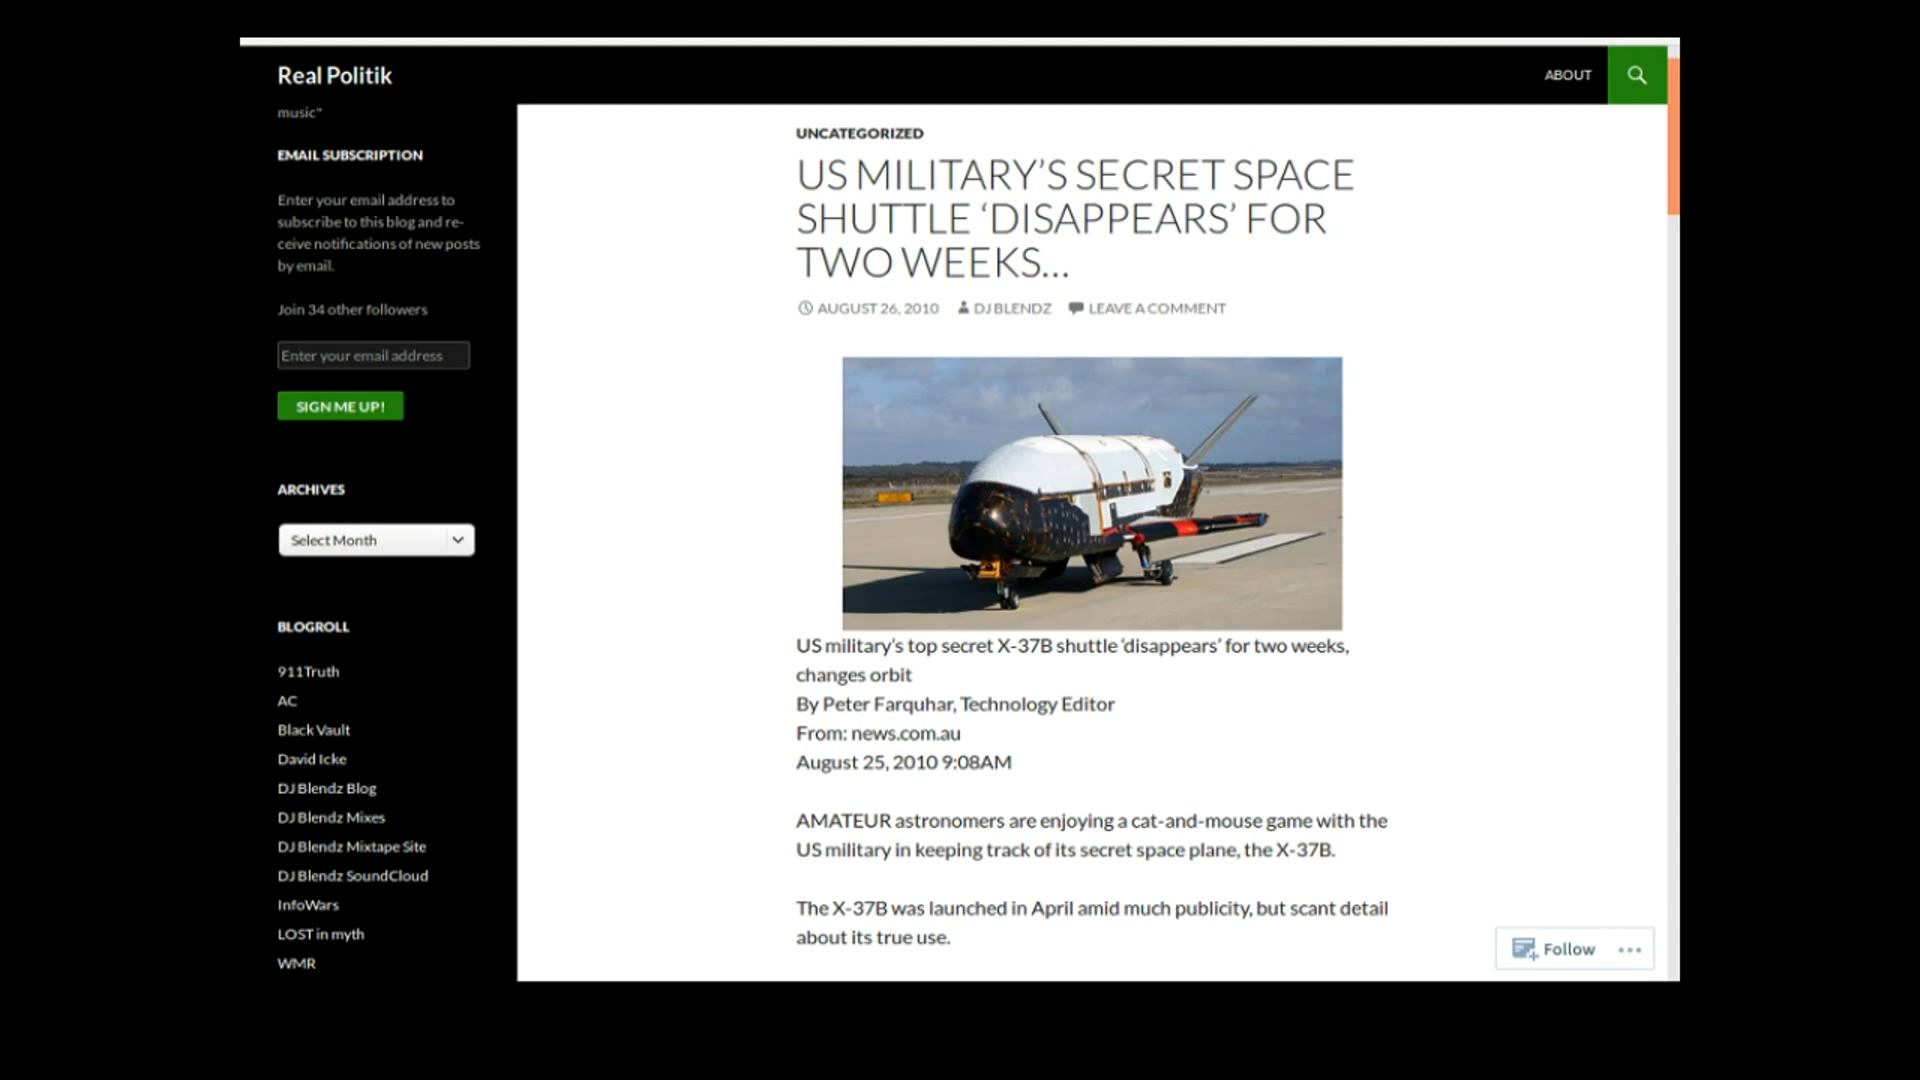 Real Politik
ABOUT
music"
EMAIL SUBSCRIPTION
Enter your email address to
subscribe to this blog and re-
ceive notifications of new posts
by email.
Join 34 other followers
Enter your email address
SIGN ME UP!
ARCHIVES
Select Month
BLOGROLL
911Truth
AC
Black Vault
David Icke
DJ Blendz Blog
DJ Blendz Mixes
DJ Blendz Mixtape Site
DJ Blendz SoundCloud
InfoWars
LOST in myth
WMR
UNCATEGORIZED
US MILITARY'S SECRET SPACE
SHUTTLE ‘DISAPPEARS’ FOR
TWO WEEKS…
AUGUST 26, 2010 DJ BLENDZ LEAVE A COMMENT
US military’s top secret X-37B shuttle ‘disappears’ for two weeks,
changes orbit
By Peter Farquhar, Technology Editor
From: news.com.au
August 25, 2010 9:08AM
AMATEUR astronomers are enjoying a cat-and-mouse game with the
US military in keeping track of its secret space plane, the X-37B.
The X-37B was launched in April amid much publicity, but scant detail
about its true use.
Follow